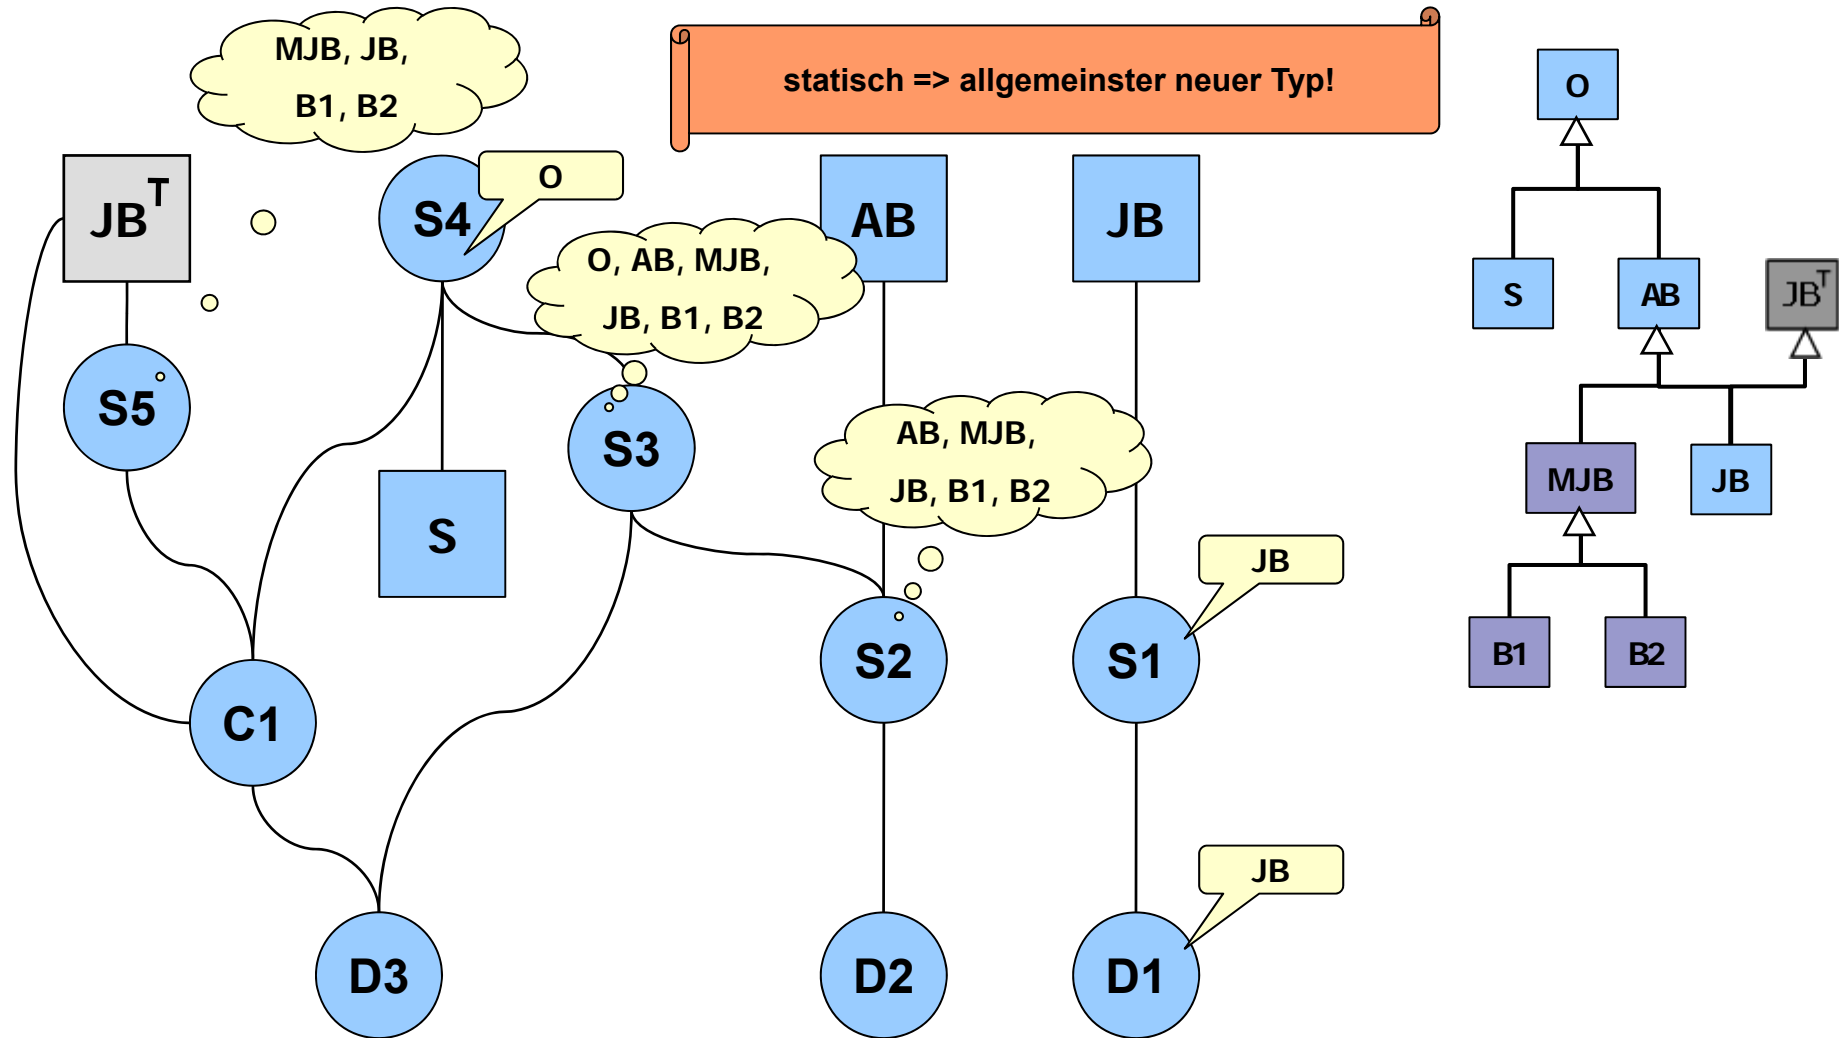 MJB, JB,
B1, B2
statisch => allgemeinster neuer Typ!
O
JB^T
S4
O
AB
JB
O, AB, MJB,
JB, B1, B2
S
AB
JB^T
S5
S3
AB, MJB,
JB, B1, B2
MJB
JB
S
JB
S2
S1
B1
B2
C1
JB
D3
D2
D1